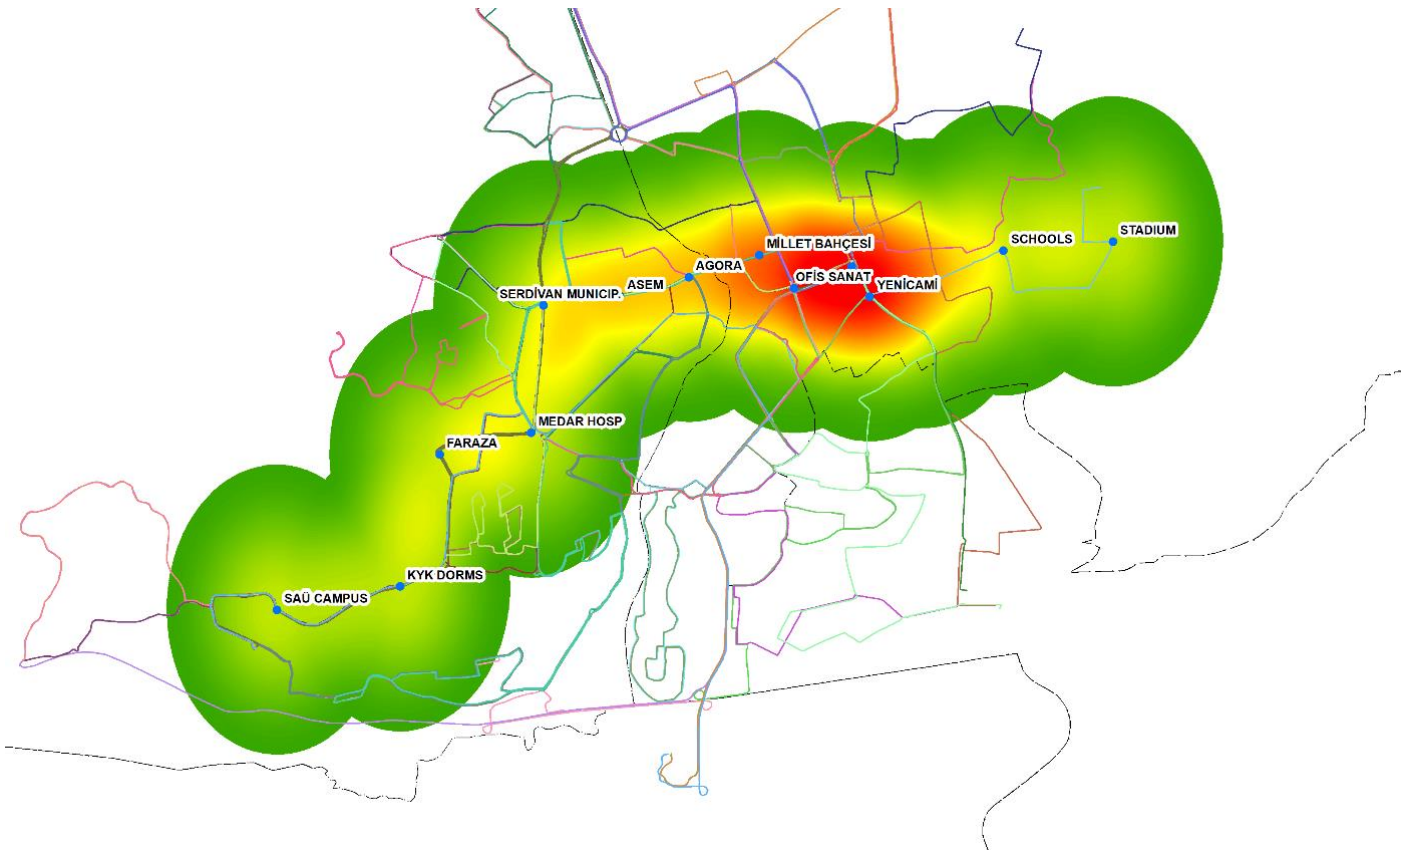 STADIUM
SCHOOLS
MİLLET BAHÇESİ
AGORA
OFİS SANAT
ASEM
YENİCAMİ
SERDİVAN MUNICIP.
MEDAR HOSP
FARAZA
KYK DORMS
SAÜ CAMPUS